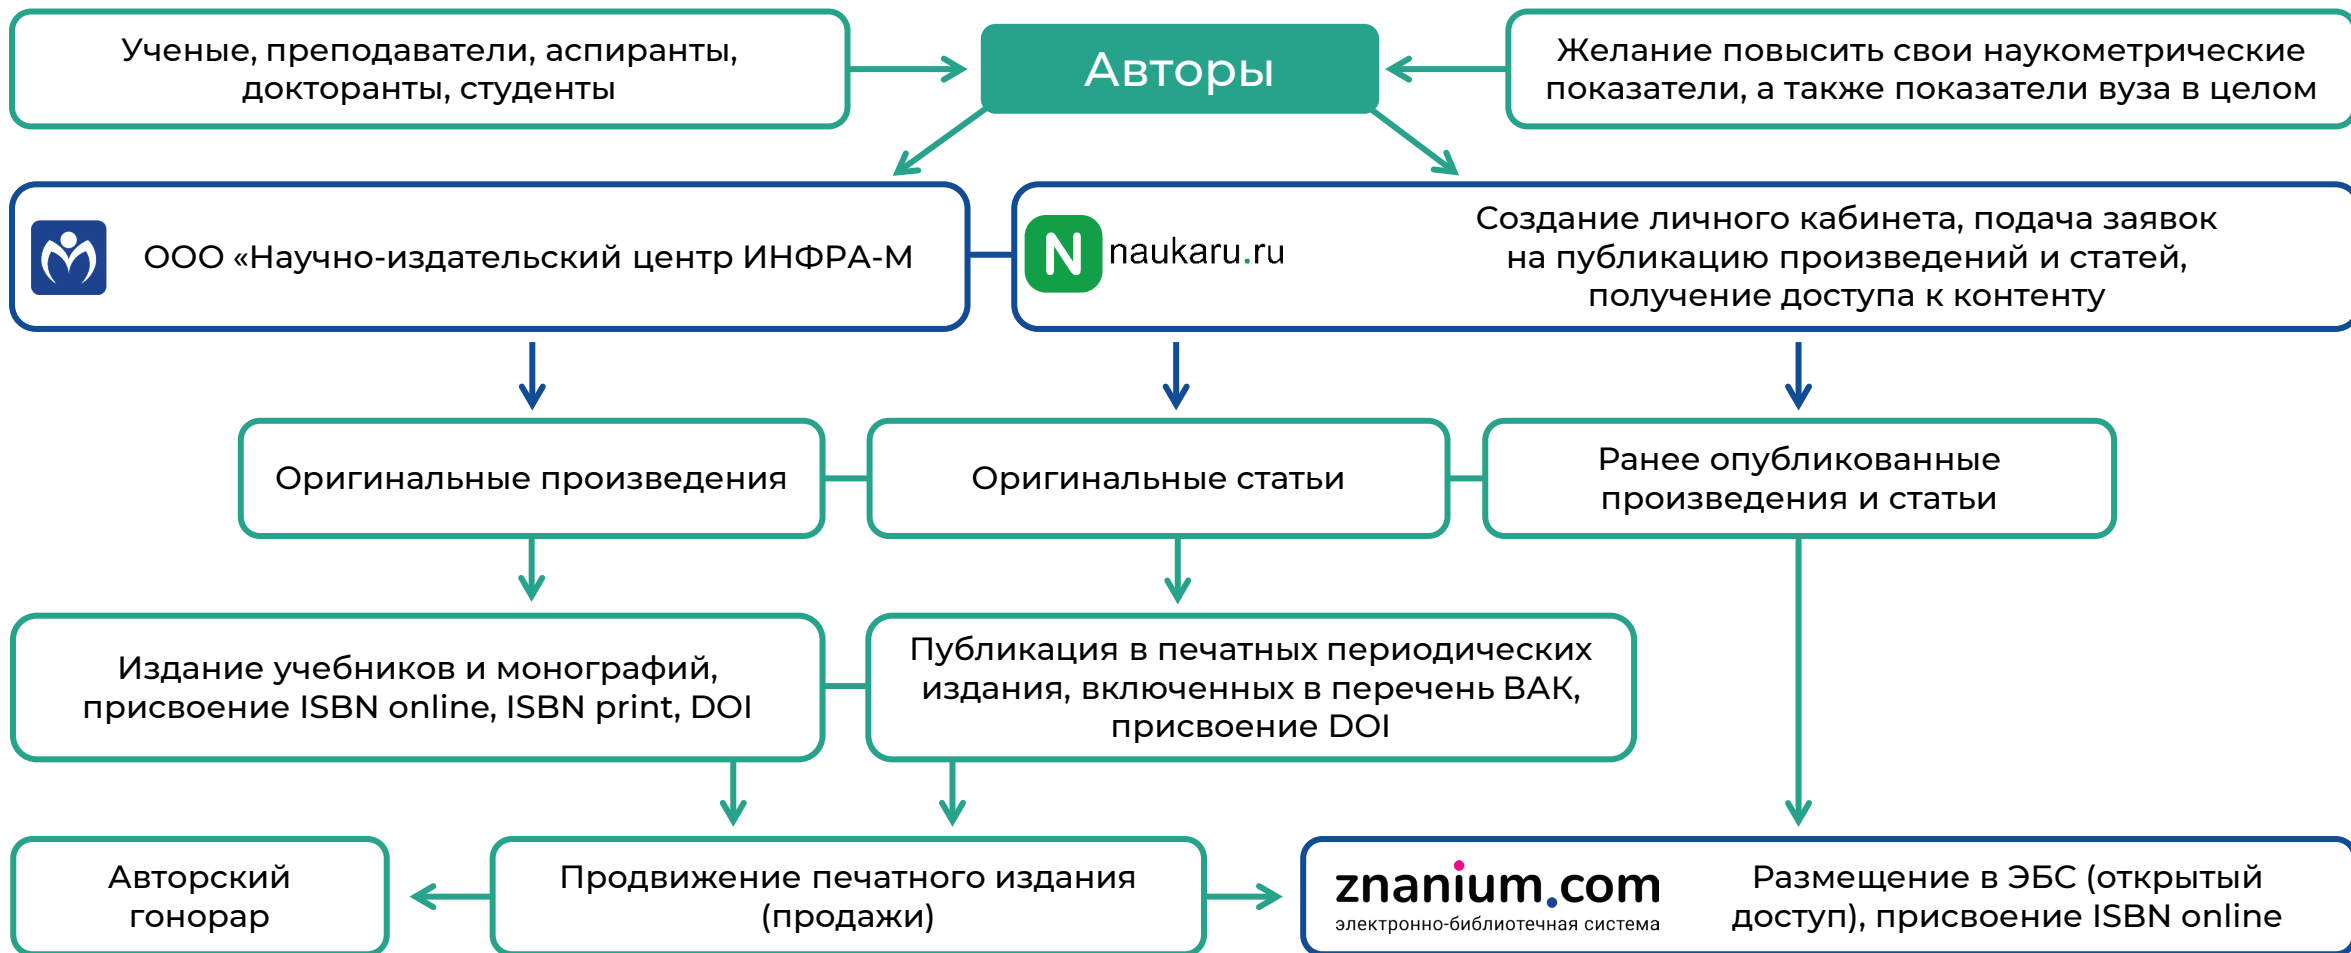 Ученые, преподаватели, аспиранты,
докторанты, студенты
Авторы
Желание повысить свои наукометрические
показатели, а также показатели вуза в целом
ООО «Научно-издательский центр ИНФРА-М
N naukaru.ru
Создание личного кабинета, подача заявок
на публикацию произведений и статей,
получение доступа к контенту
Оригинальные произведения
Оригинальные статьи
Ранее опубликованные
произведения и статьи
Издание учебников и монографий,
присвоение ISBN online, ISBN print, DOI
Публикация в печатных периодических
издания, включенных в перечень ВАК,
присвоение DOI
Авторский
гонорар
Продвижение печатного издания
(продажи)
znanium.com
электронно-библиотечная система
Размещение в ЭБС (открытый
доступ), присвоение ISBN online